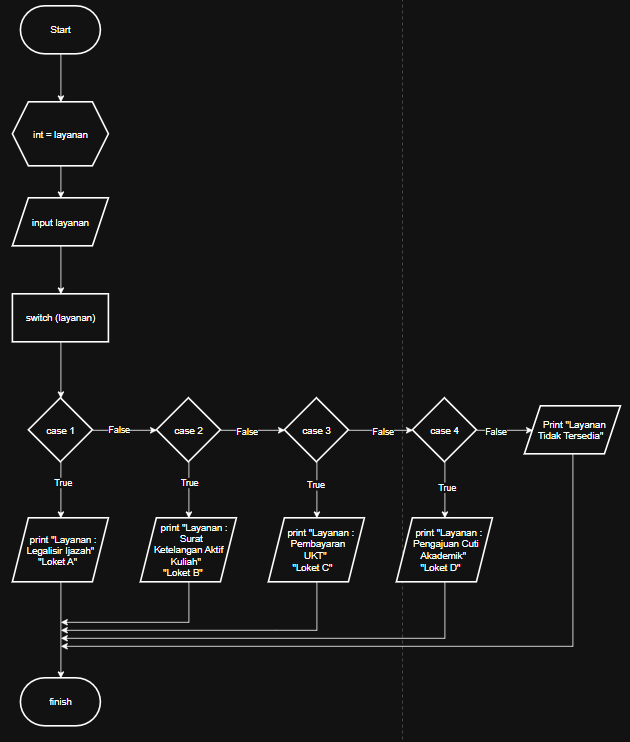 Start
int = layanan
input layanan
switch (layanan)
case 1
False
case 2
False
case 3
False
case 4
False
Print "Layanan
Tidak Tersedia"
True
True
True
True
print "Layanan :
Legalisir Ijazah"
"Loket A"
print "Layanan :
Surat
Ketelangan Aktif
Kuliah"
"Loket B"
print "Layanan :
Pembayaran
UKT"
"Loket C"
print "Layanan :
Pengajuan Cuti
Akademik"
"Loket D"
finish